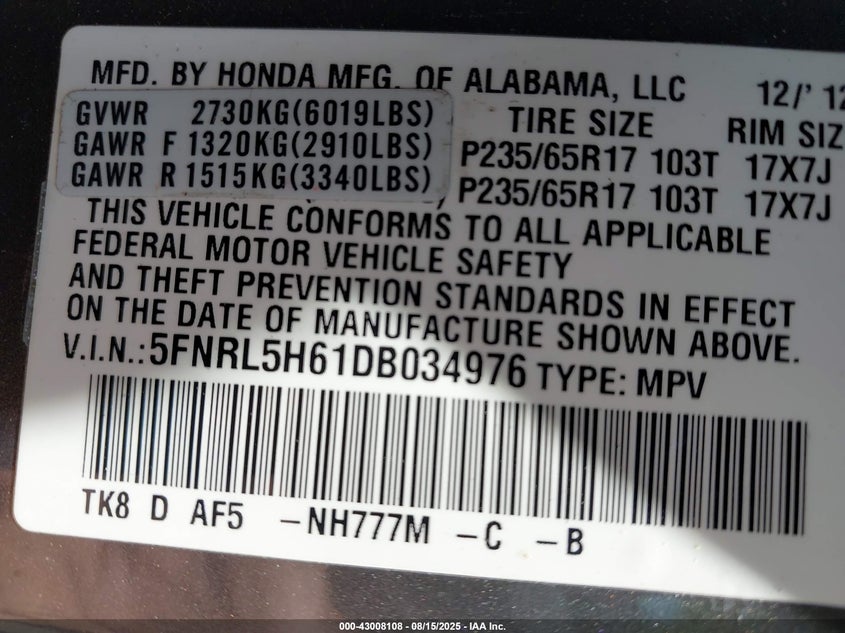 MFD. BY HONDA MFG. OF ALABAMA, LLC 12/' 12
GVWR 2730KG(6019LBS) TIRE SIZE RIM SIZ
GAWR F 1320KG(2910LBS) P235/65R17 103T 17X7J
GAWR R 1515KG(3340LBS) P235/65R17 103T 17X7J
THIS VEHICLE CONFORMS TO ALL APPLICABLE
FEDERAL MOTOR VEHICLE SAFETY
AND THEFT PREVENTION STANDARDS IN EFFECT
ON THE DATE OF MANUFACTURE SHOWN ABOVE.
V.I.N.:5FNRL5H61DB034976 TYPE: MPV
TK8 D AF5 -NH777M -C -B
000-43008108 - 08/15/2025 - IAA Inc.